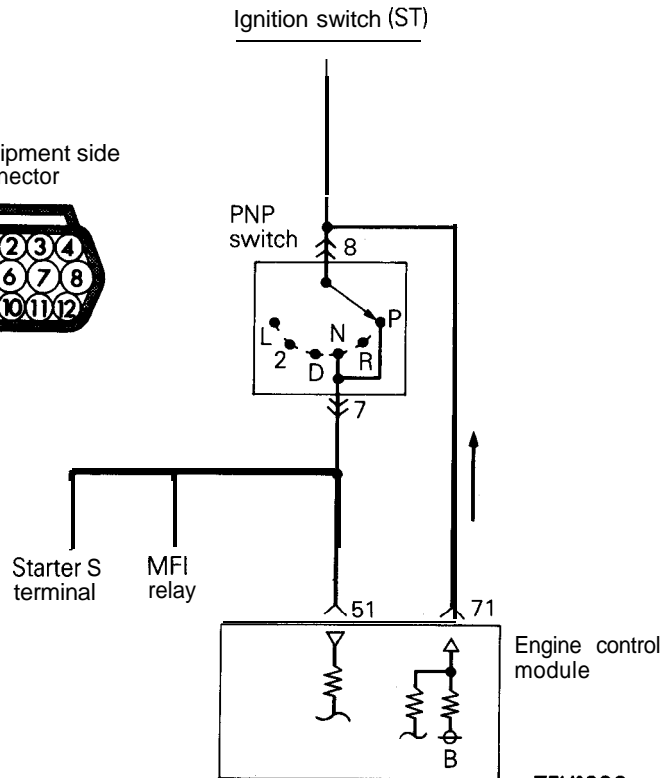 Ignition switch (ST)
ipment side
nector
2 3 4
6 7 8
10 11 12
PNP
switch
8
P
L
N
2
R
D
7
Starter S
terminal
MFI
relay
51
71
Engine control
module
B